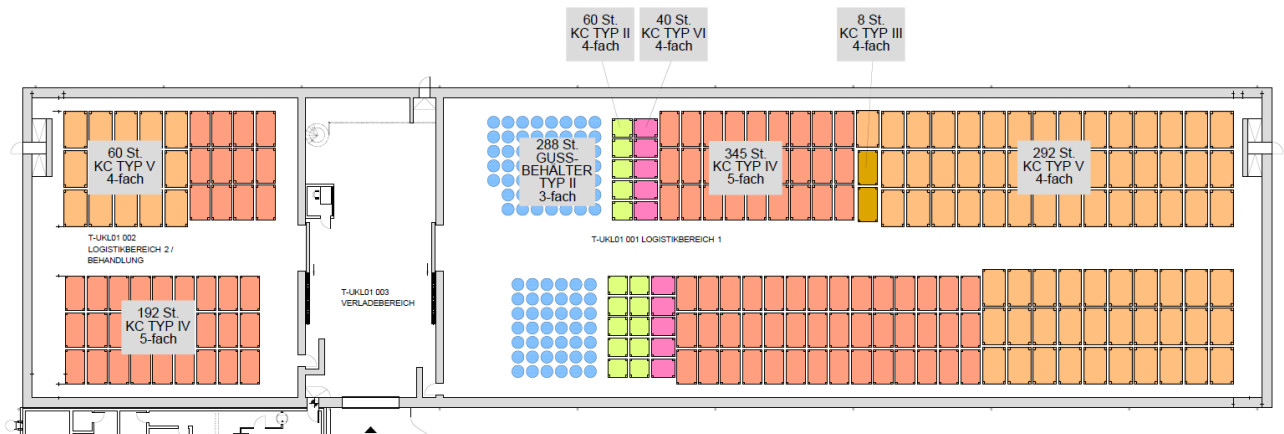 60 St.
KC TYP II
4-fach
40 St.
KC TYP VI
4-fach
8 St.
KC TYP III
4-fach
60 St.
KC TYP V
4-fach
288 St.
GUSS-
BEHÄLTER
TYP II
3-fach
345 St.
KC TYP IV
5-fach
292 St.
KC TYP V
4-fach
T-UKL01 002
LOGISTIKBEREICH 2 /
BEHANDLUNG
T-UKL01 001 LOGISTIKBEREICH 1
T-UKL01 003
VERLADEBEREICH
192 St.
KC TYP IV
5-fach